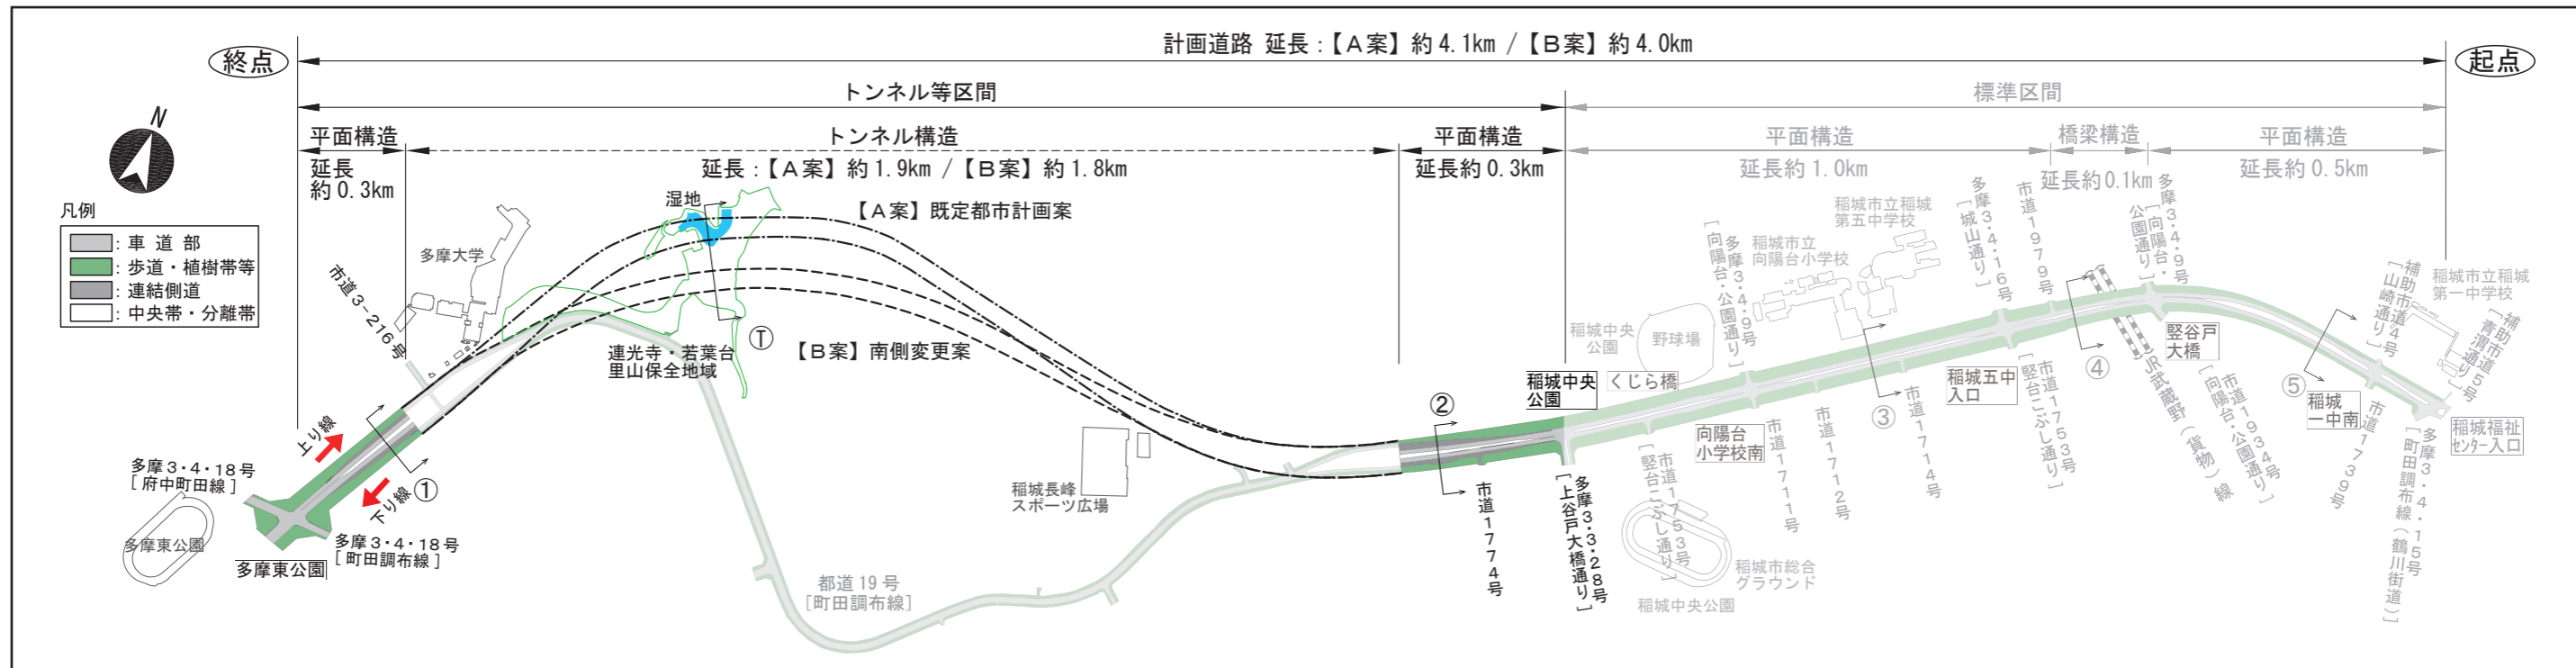 計画道路 延長：【A案】約4.1km /【B案】約4.0km
終点
起点
トンネル等区間
標準区間
平面構造
トンネル構造
平面構造
平面構造
橋梁構造
平面構造
延長
約0.3km
延長：【A案】約1.9km /【B案】約1.8km
延長約0.3km
延長約1.0km
延長約0.1km
延長約0.5km
N
凡例
：車 道 部
：歩道・植樹帯等
：連結側道
：中央帯・分離帯
湿地
【A案】既定都市計画案
多摩大学
市道3-216号
連光寺・若葉台
里山保全地域
Ⓣ
【B案】南側変更案
上り線
下り線
①
多摩3・4・18号
［府中町田線］
多摩東公園
多摩東公園
多摩3・4・18号
［町田調布線］
都道19号
［町田調布線］
稲城長峰
スポーツ広場
②
市道1774号
稲城中央
公園
多摩3・3・28号
［上谷戸大橋通り］
稲城中央
公園
野球場
くじら橋
多摩3・4・9号
［向陽台・公園通り］
稲城市立
向陽台小学校
稲城市立稲城
第五中学校
向陽台
小学校南
市道1753号
［竪台こぶし通り］
市道1711号
市道1712号
③
市道1714号
稲城市総合
グラウンド
稲城中央公園
多摩3・4・16号
［城山通り］
市道1979号
稲城五中
入口
市道1753号
［竪台こぶし通り］
④
JR武蔵野（貨物）線
多摩3・4・9号
［向陽台・
公園通り］
竪谷戸
大橋
市道1934号
［向陽台・公園通り］
⑤
稲城
一中南
市道1739号
補助市道4号
［山崎通り］
稲城市立稲城
第一中学校
補助市道5号
［青渭通り］
稲城福祉
センター入口
多摩3・4・15号
［町田調布線（鶴川街道）］